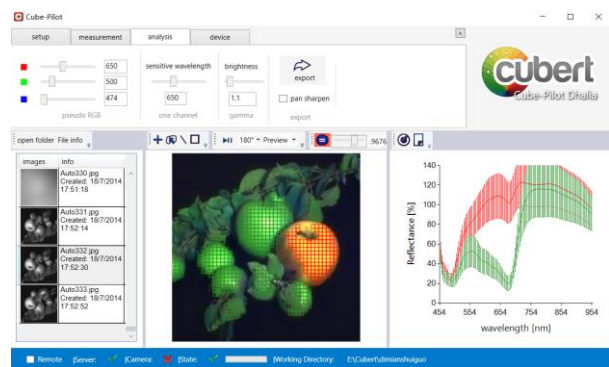 Cube-Pilot
setup measurement analysis device
650 sensitive wavelength brightness
500 export
474 650 1.1 pan sharpen
pseudo RGB one channel gamma export
cubert
Cube-Pilot Dhalia
open folder File info 180° Preview .9676
images info
Auto330.jpg
Created: 18/7/2014
17:51:18
Auto331.jpg
Created: 18/7/2014
17:52:14
Auto332.jpg
Created: 18/7/2014
17:52:30
Auto333.jpg
Created: 18/7/2014
17:52:52
Reflectance [%]
140
120
100
80
60
40
20
0
454 554 654 754 854 954
wavelength [nm]
Remote |Server: |Camera: |State: |Working Directory: E:\Cubert\dimianshuiguo